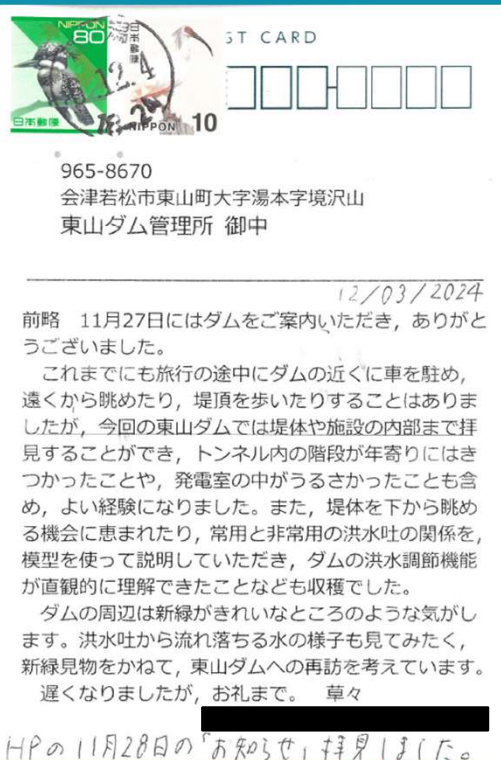 NIPPON
80
日本郵便
日本郵便
NIPPON 10
ST CARD
965-8670
会津若松市東山町大字湯本字境沢山
東山ダム管理所 御中
12/03/2024
前略　11月27日にはダムをご案内いただき，ありがと
うございました。
これまでにも旅行の途中にダムの近くに車を駐め，
遠くから眺めたり，堤頂を歩いたりすることはありま
したが，今回の東山ダムでは堤体や施設の内部まで拝
見することができ，トンネル内の階段が年寄りにはき
つかったことや，発電室の中がうるさかったことも含
め，よい経験になりました。また，堤体を下から眺め
る機会に恵まれたり，常用と非常用の洪水吐の関係を，
模型を使って説明していただき，ダムの洪水調節機能
が直観的に理解できたことなども収穫でした。
ダムの周辺は新緑がきれいなところのような気がし
ます。洪水吐から流れ落ちる水の様子も見てみたく，
新緑見物をかねて，東山ダムへの再訪を考えています。
遅くなりましたが，お礼まで。　草々
HPの11月28日の「お知らせ」拝見しました。